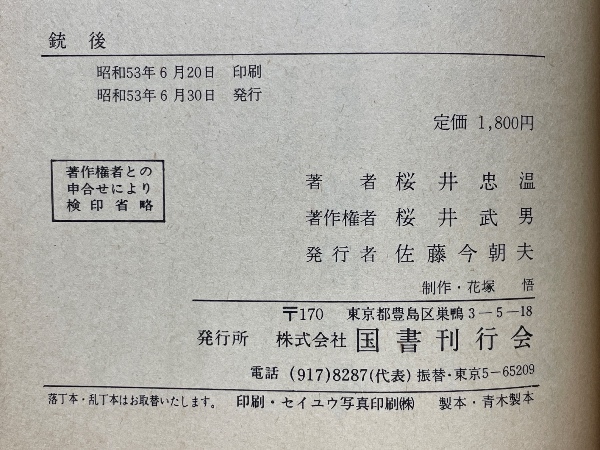 銃後
昭和53年6月20日 印刷
昭和53年6月30日 発行
定価 1,800円
著作権者との
申合せにより
検印省略
著者 桜井忠温
著作権者 桜井武男
発行者 佐藤今朝夫
制作・花塚 悟
〒170 東京都豊島区巣鴨3-5-18
発行所 株式会社 国書刊行会
電話 (917)8287(代表) 振替・東京5-65209
落丁本・乱丁本はお取替いたします。 印刷・セイユウ写真印刷㈱ 製本・青木製本